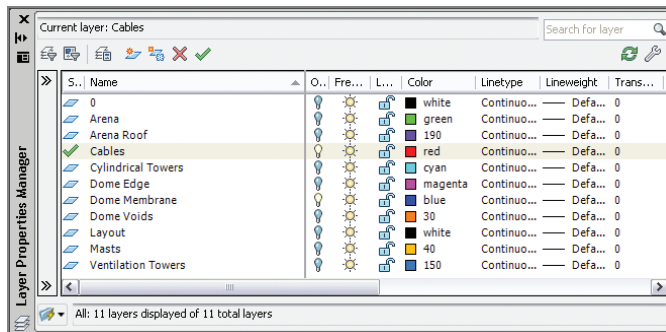 Current layer: Cables
Search for layer
S.. Name O.. Fre... L... Color Linetype Lineweight Trans...
0 white Continuo... Defa... 0
Arena green Continuo... Defa... 0
Arena Roof 190 Continuo... Defa... 0
Cables red Continuo... Defa... 0
Cylindrical Towers cyan Continuo... Defa... 0
Dome Edge magenta Continuo... Defa... 0
Dome Membrane blue Continuo... Defa... 0
Dome Voids 30 Continuo... Defa... 0
Layout white Continuo... Defa... 0
Masts 40 Continuo... Defa... 0
Ventilation Towers 150 Continuo... Defa... 0
Layer Properties Manager
All: 11 layers displayed of 11 total layers